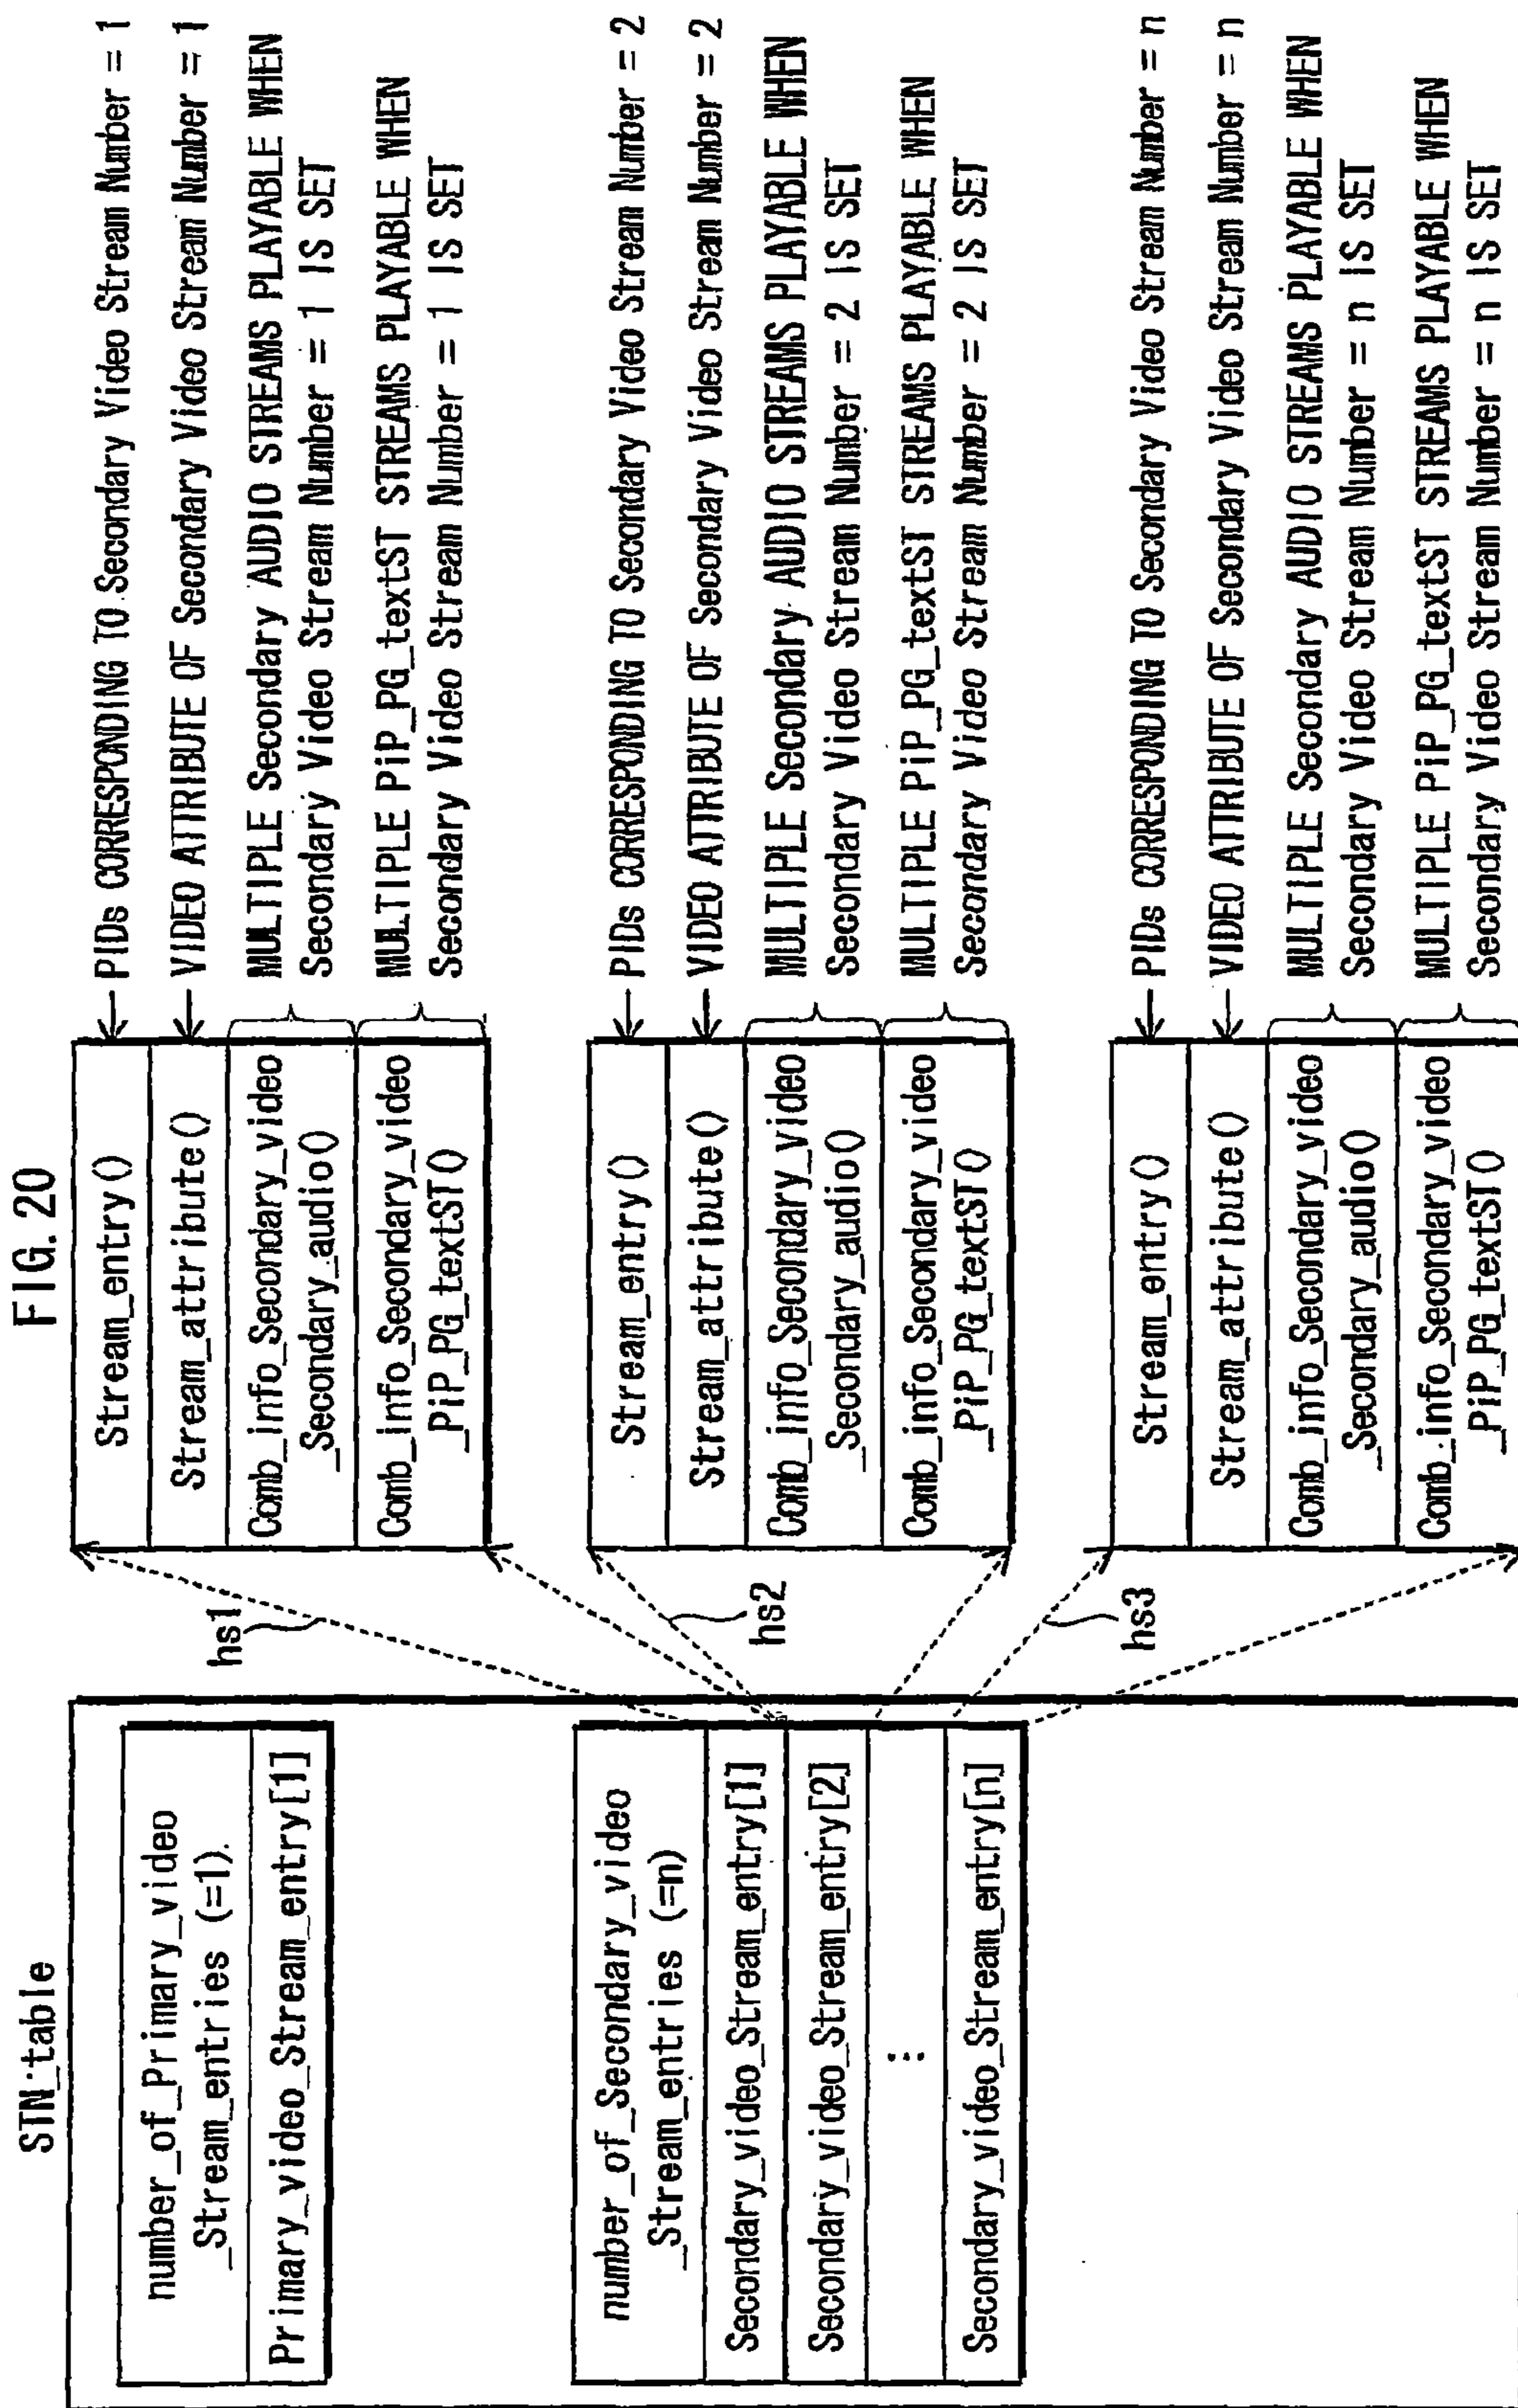 FIG. 20
STN_table
number_of_Primary_video
_Stream_entries (=1)
Primary_video_Stream_entry[1]
number_of_Secondary_video
_Stream_entries (=n)
Secondary_video_Stream_entry[1]
Secondary_video_Stream_entry[2]
...
Secondary_video_Stream_entry[n]
hs1
Stream_entry()
Stream_attribute()
Comb_info_Secondary_video
_Secondary_audio()
Comb_info_Secondary_video
_PiP_PG_textST()
PIDs CORRESPONDING TO Secondary Video Stream Number = 1
VIDEO ATTRIBUTE OF Secondary Video Stream Number = 1
MULTIPLE Secondary AUDIO STREAMS PLAYABLE WHEN
Secondary Video Stream Number = 1 IS SET
MULTIPLE PiP_PG_textST STREAMS PLAYABLE WHEN
Secondary Video Stream Number = 1 IS SET
hs2
Stream_entry()
Stream_attribute()
Comb_info_Secondary_video
_Secondary_audio()
Comb_info_Secondary_video
_PiP_PG_textST()
PIDs CORRESPONDING TO Secondary Video Stream Number = 2
VIDEO ATTRIBUTE OF Secondary Video Stream Number = 2
MULTIPLE Secondary AUDIO STREAMS PLAYABLE WHEN
Secondary Video Stream Number = 2 IS SET
MULTIPLE PiP_PG_textST STREAMS PLAYABLE WHEN
Secondary Video Stream Number = 2 IS SET
hs3
Stream_entry()
Stream_attribute()
Comb_info_Secondary_video
_Secondary_audio()
Comb_info_Secondary_video
_PiP_PG_textST()
PIDs CORRESPONDING TO Secondary Video Stream Number = n
VIDEO ATTRIBUTE OF Secondary Video Stream Number = n
MULTIPLE Secondary AUDIO STREAMS PLAYABLE WHEN
Secondary Video Stream Number = n IS SET
MULTIPLE PiP_PG_textST STREAMS PLAYABLE WHEN
Secondary Video Stream Number = n IS SET